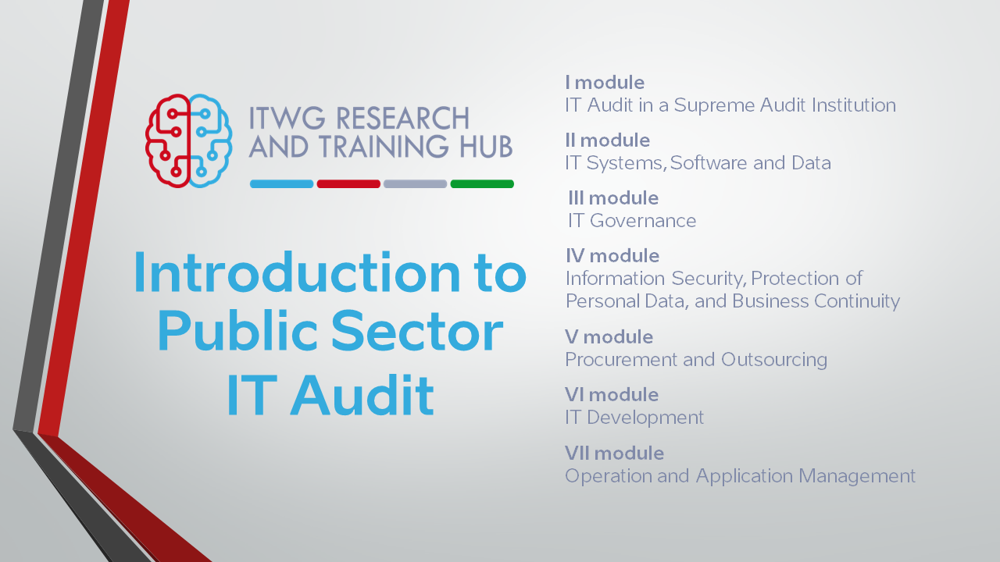 ITWG RESEARCH
AND TRAINING HUB
Introduction to
Public Sector
IT Audit
I module
IT Audit in a Supreme Audit Institution
II module
IT Systems, Software and Data
III module
IT Governance
IV module
Information Security, Protection of
Personal Data, and Business Continuity
V module
Procurement and Outsourcing
VI module
IT Development
VII module
Operation and Application Management